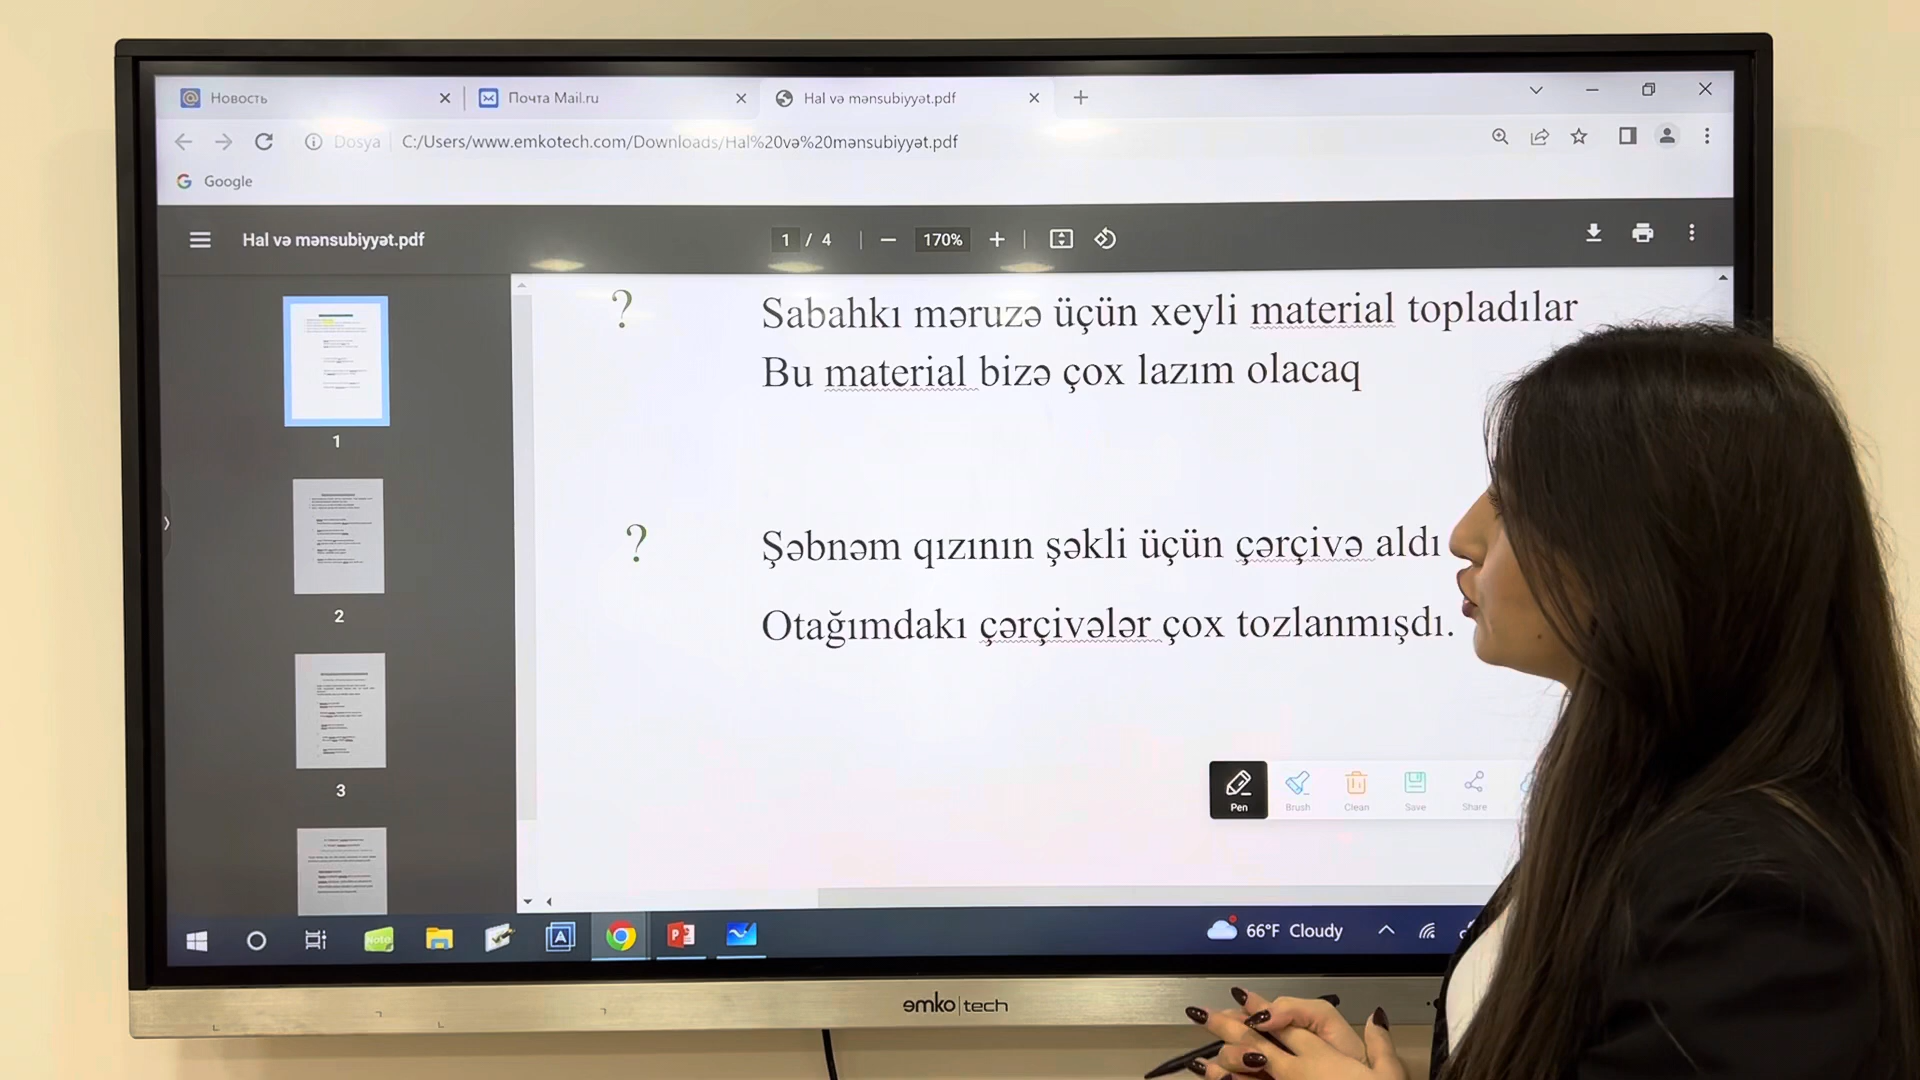 Новость
Почта Mail.ru
Hal və mənsubiyyət.pdf
Dosya
C:/Users/www.emkotech.com/Downloads/Hal%20və%20mənsubiyyət.pdf
Google
Hal və mənsubiyyət.pdf
1 / 4
170%
? Sabahkı məruzə üçün xeyli material topladılar
Bu material bizə çox lazım olacaq
? Şəbnəm qızının şəkli üçün çərçivə aldı
Otağımdakı çərçivələr çox tozlanmışdı.
1
2
3
Pen Brush Clean Save Share
Note
A
66°F Cloudy
emko|tech